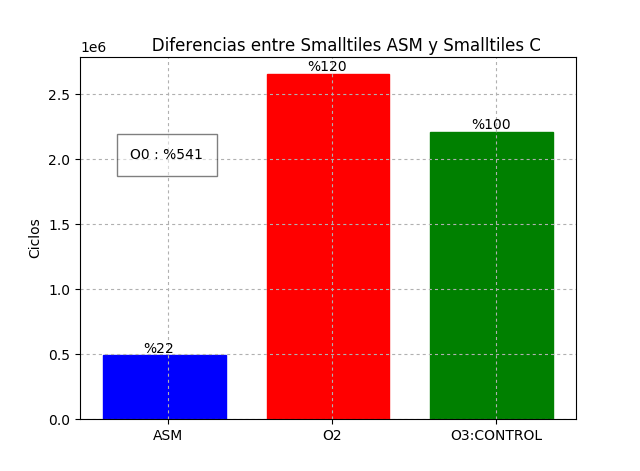 Diferencias entre Smalltiles ASM y Smalltiles C
1e6
%120
%100
%22
O0 : %541
2.5
2.0
1.5
1.0
0.5
0.0
Ciclos
ASM
O2
O3:CONTROL